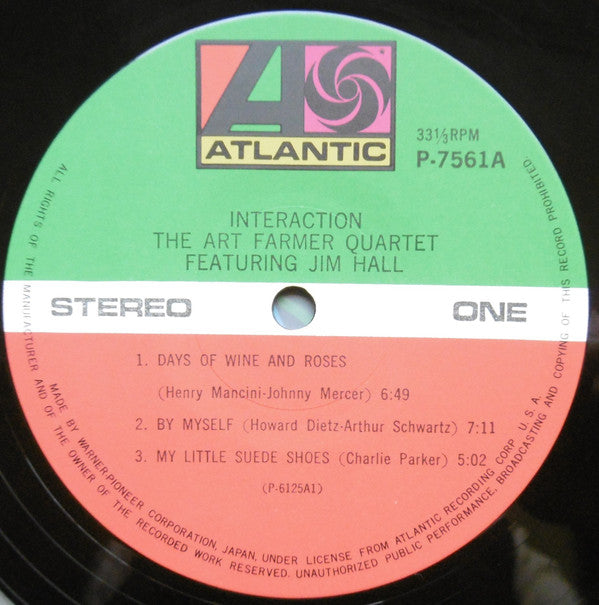 ATLANTIC
33⅓RPM
P-7561A
INTERACTION
THE ART FARMER QUARTET
FEATURING JIM HALL
STEREO
ONE
1. DAYS OF WINE AND ROSES
(Henry Mancini-Johnny Mercer) 6:49
2. BY MYSELF (Howard Dietz-Arthur Schwartz) 7:11
3. MY LITTLE SUEDE SHOES (Charlie Parker) 5:02
(P-6125A1)
MADE BY WARNER-PIONEER CORPORATION, JAPAN, UNDER LICENSE FROM ATLANTIC RECORDING CORP. U.S.A.
ALL RIGHTS OF THE MANUFACTURER AND OF THE OWNER OF THE RECORDED WORK RESERVED. UNAUTHORIZED PUBLIC PERFORMANCE, BROADCASTING AND COPYING OF THIS RECORD PROHIBITED.